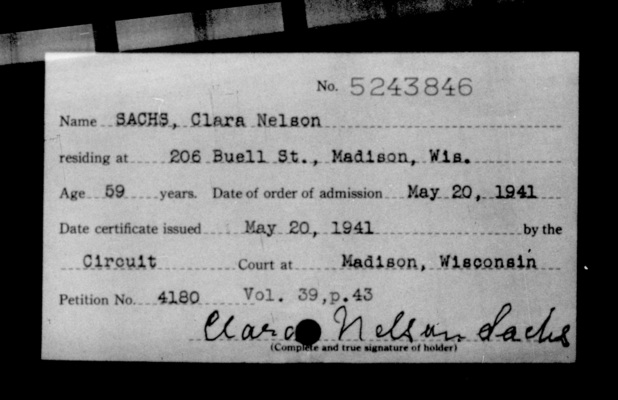 No. 5243846
Name SACHS, Clara Nelson
residing at 206 Buell St., Madison, Wis.
Age 59 years. Date of order of admission May 20, 1941
Date certificate issued May 20, 1941 by the
Circuit Court at Madison, Wisconsin
Petition No. 4180 Vol. 39,p.43
Clara Nelson Sachs
(Complete and true signature of holder)